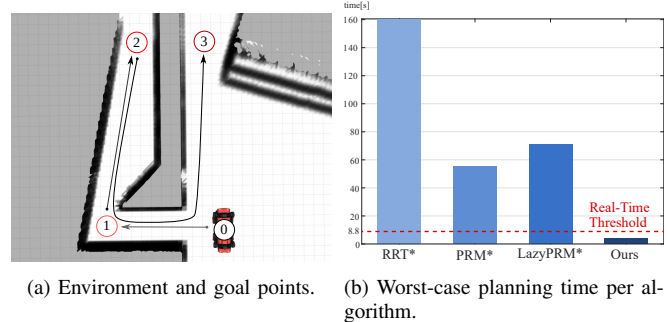 2
3
1
0
(a) Environment and goal points.
time[s]
160
140
120
100
80
60
40
20
8.8
0
Real-Time
Threshold
RRT*
PRM*
LazyPRM*
Ours
(b) Worst-case planning time per al-
gorithm.